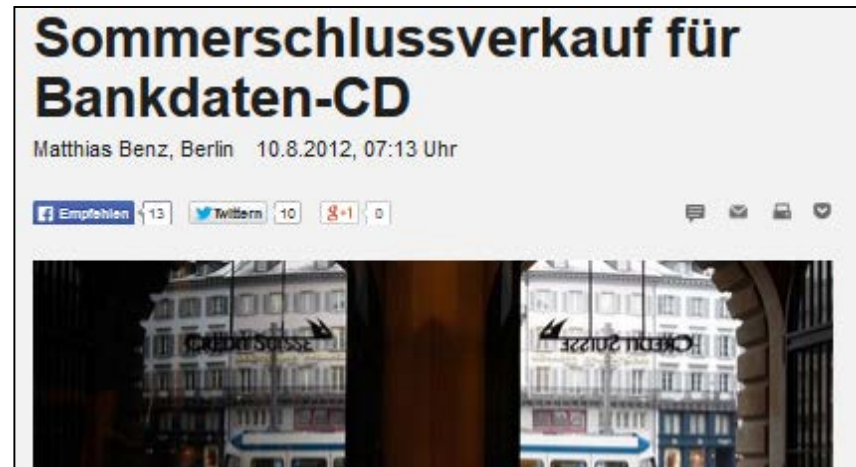 Sommerschlussverkauf für
Bankdaten-CD
Matthias Benz, Berlin 10.8.2012, 07:13 Uhr
Empfehlen 13 Twittern 10 g+1 0
CREDIT SUISSE CREDIT SUISSE